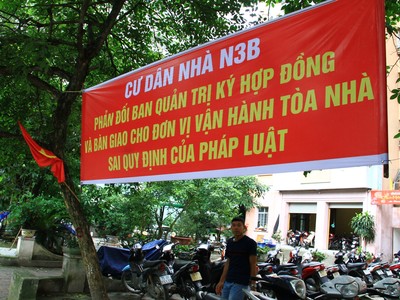 CƯ DÂN NHÀ N3B
PHẢN ĐỐI BAN QUẢN TRỊ KÝ HỢP ĐỒNG
VÀ BÀN GIAO CHO ĐƠN VỊ VẬN HÀNH TÒA NHÀ
SAI QUY ĐỊNH CỦA PHÁP LUẬT